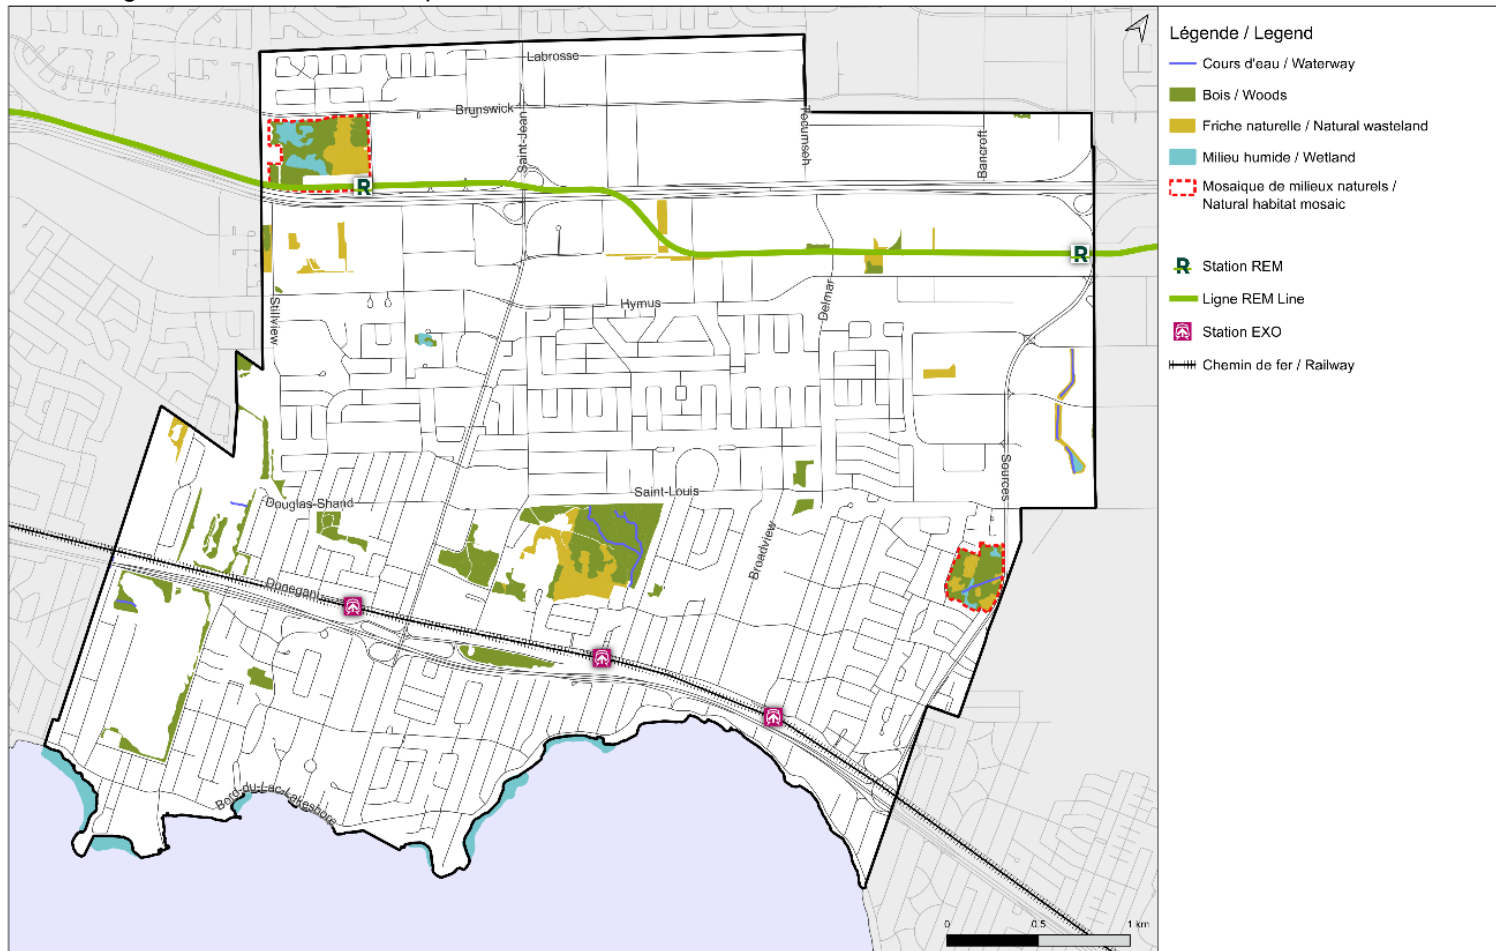 Labrosse
Brunswick
Saint-Jean
Tecumseh
Bancroft
Stillview
Hymus
Delmar
Sources
Douglas-Shand
Saint-Louis
Broadview
Donegani
Bord-du-Lac-Lakeshore
0 0.5 1 km
Légende / Legend
Cours d'eau / Waterway
Bois / Woods
Friche naturelle / Natural wasteland
Milieu humide / Wetland
Mosaique de milieux naturels /
Natural habitat mosaic
R Station REM
Ligne REM Line
Station EXO
Chemin de fer / Railway
R
R